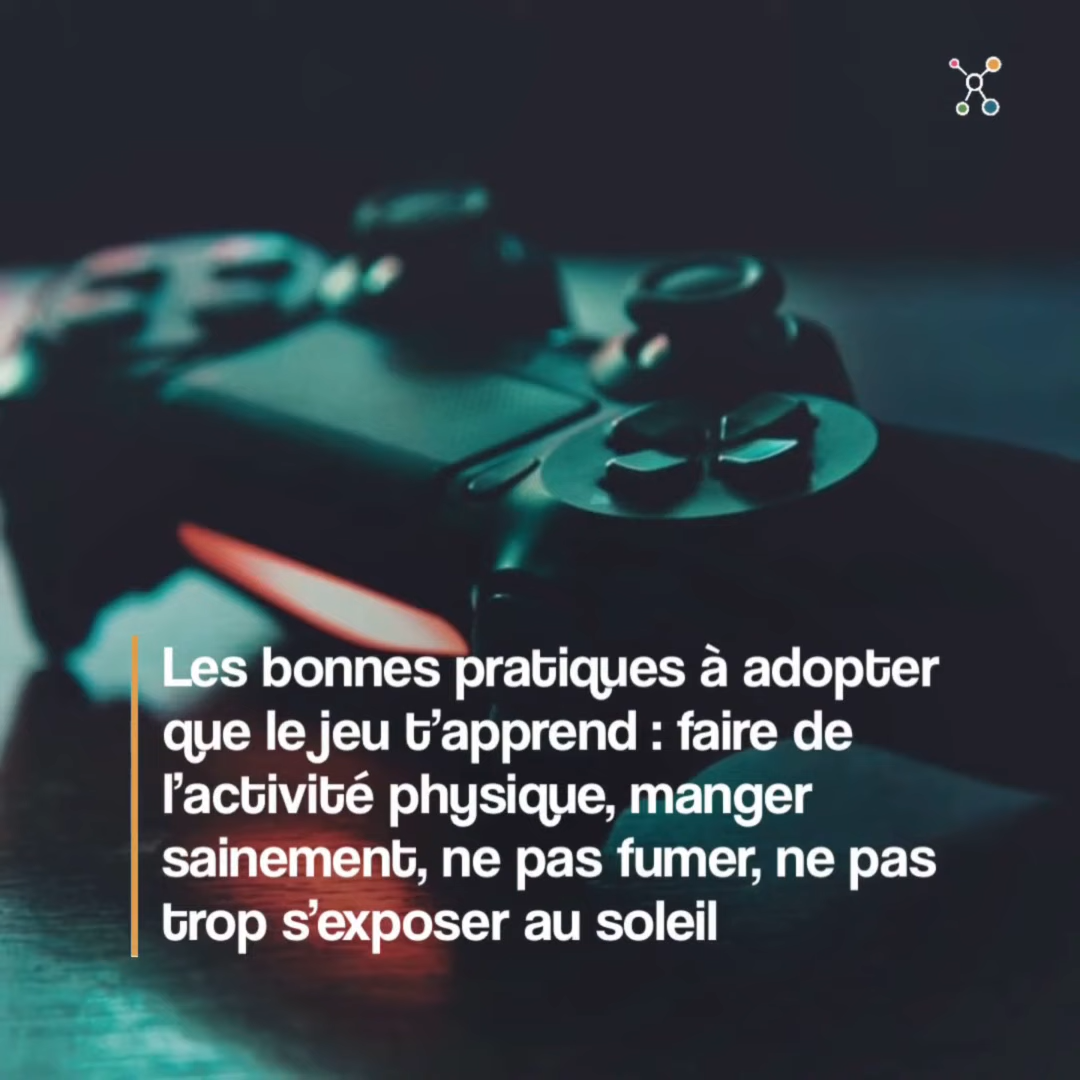 Les bonnes pratiques à adopter
que le jeu t’apprend : faire de
l’activité physique, manger
sainement, ne pas fumer, ne pas
trop s’exposer au soleil